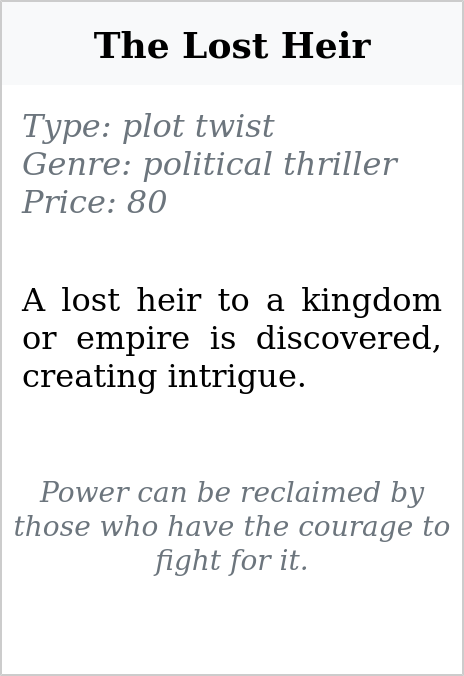 The Lost Heir
Type: plot twist
Genre: political thriller
Price: 80
A lost heir to a kingdom
or empire is discovered,
creating intrigue.
Power can be reclaimed by
those who have the courage to
fight for it.